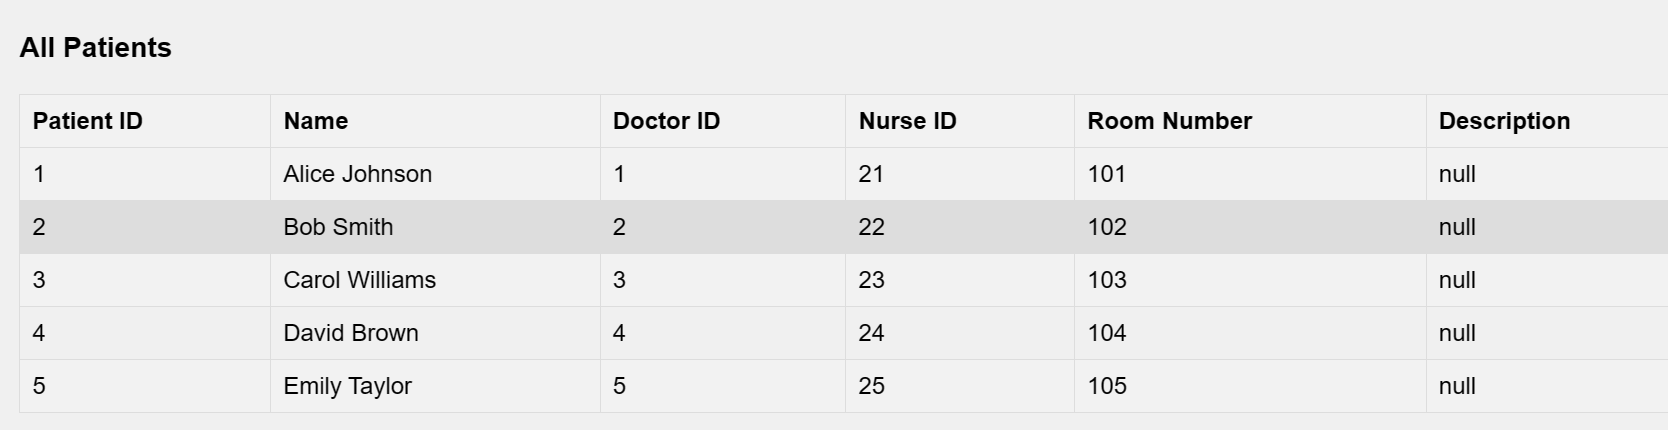 All Patients
Patient ID Name Doctor ID Nurse ID Room Number Description
1 Alice Johnson 1 21 101 null
2 Bob Smith 2 22 102 null
3 Carol Williams 3 23 103 null
4 David Brown 4 24 104 null
5 Emily Taylor 5 25 105 null